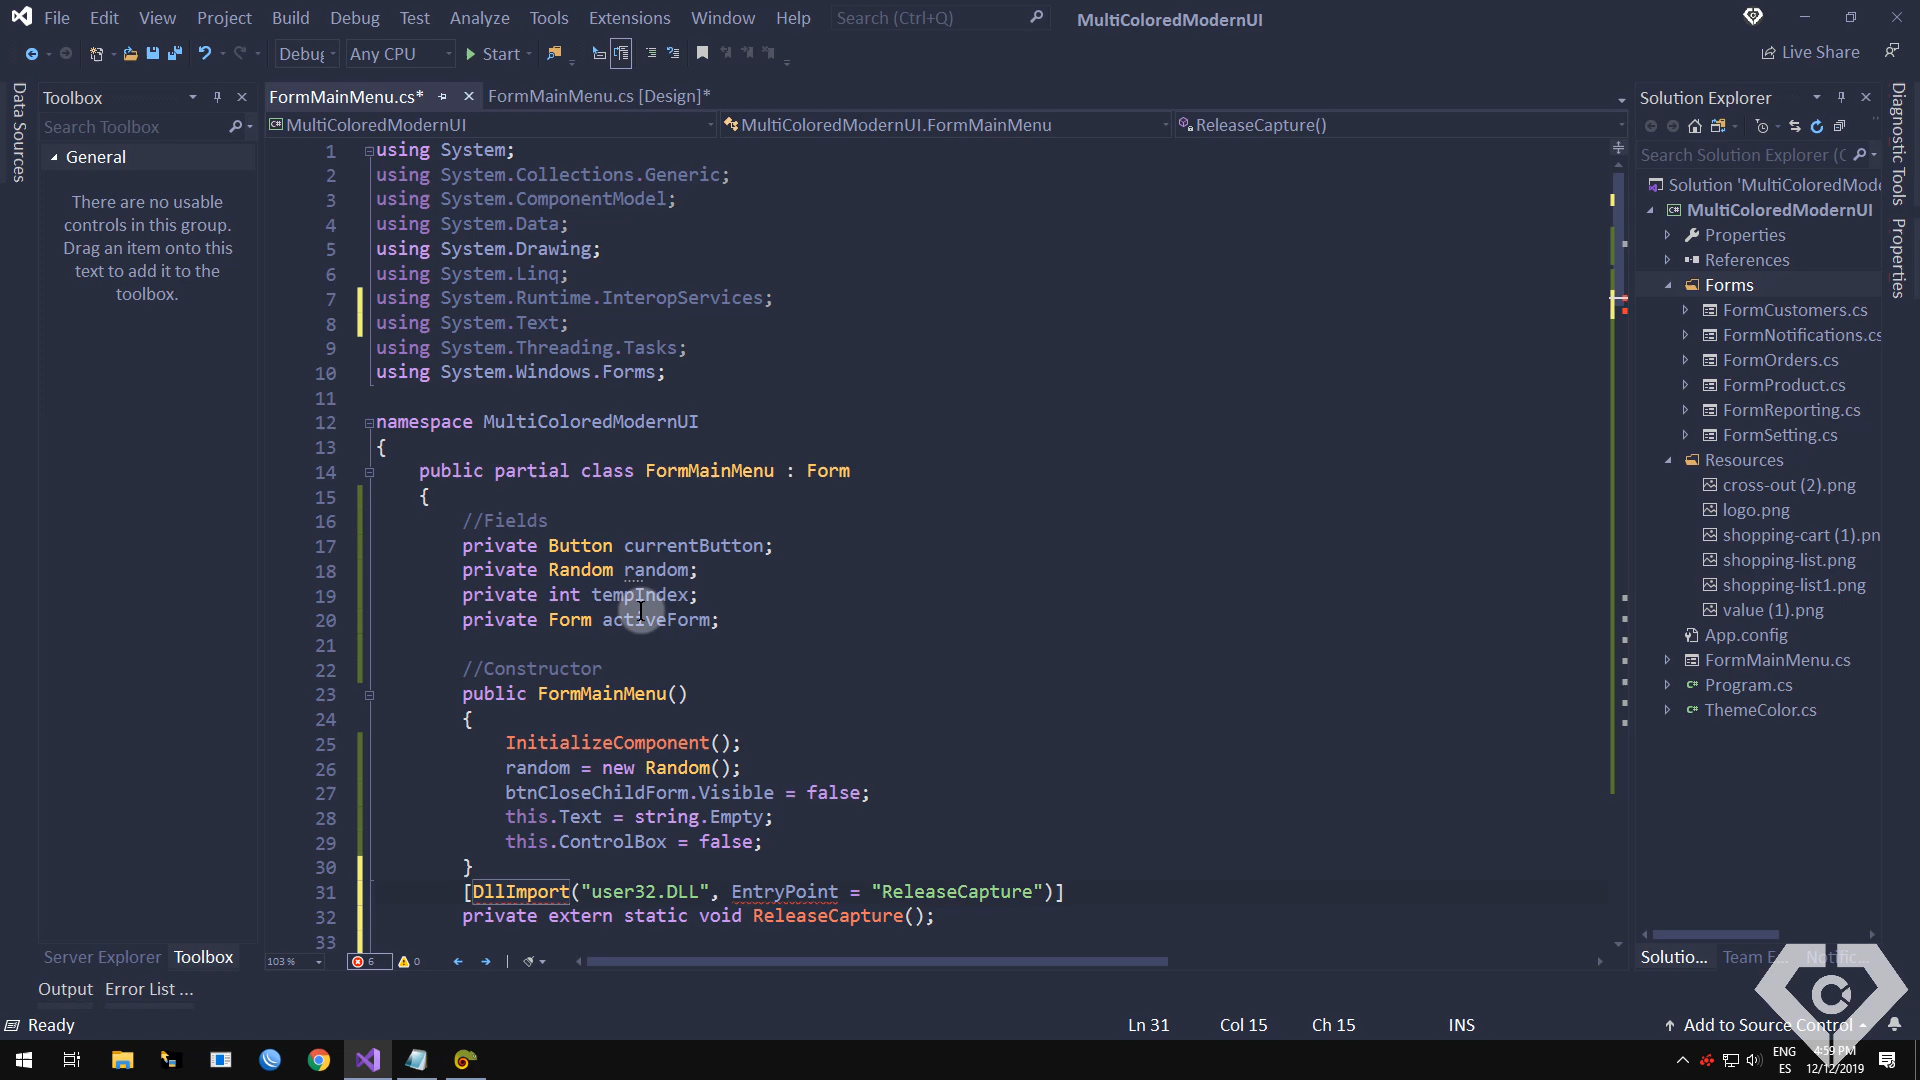 File Edit View Project Build Debug Test Analyze Tools Extensions Window Help Search (Ctrl+Q) MultiColoredModernUI
Debug Any CPU Start Live Share
Data Sources
Toolbox
Search Toolbox
General
There are no usable
controls in this group.
Drag an item onto this
text to add it to the
toolbox.
Server Explorer Toolbox
FormMainMenu.cs* FormMainMenu.cs [Design]*
MultiColoredModernUI MultiColoredModernUI.FormMainMenu ReleaseCapture()
1 using System;
2 using System.Collections.Generic;
3 using System.ComponentModel;
4 using System.Data;
5 using System.Drawing;
6 using System.Linq;
7 using System.Runtime.InteropServices;
8 using System.Text;
9 using System.Threading.Tasks;
10 using System.Windows.Forms;
11
12 namespace MultiColoredModernUI
13 {
14 public partial class FormMainMenu : Form
15 {
16 //Fields
17 private Button currentButton;
18 private Random random;
19 private int tempIndex;
20 private Form activeForm;
21
22 //Constructor
23 public FormMainMenu()
24 {
25 InitializeComponent();
26 random = new Random();
27 btnCloseChildForm.Visible = false;
28 this.Text = string.Empty;
29 this.ControlBox = false;
30 }
31 [DllImport("user32.DLL", EntryPoint = "ReleaseCapture")]
32 private extern static void ReleaseCapture();
33
103 % 6 0
Solution Explorer
Search Solution Explorer (C
Solution 'MultiColoredMode
MultiColoredModernUI
Properties
References
Forms
FormCustomers.cs
FormNotifications.cs
FormOrders.cs
FormProduct.cs
FormReporting.cs
FormSetting.cs
Resources
cross-out (2).png
logo.png
shopping-cart (1).pn
shopping-list.png
shopping-list1.png
value (1).png
App.config
FormMainMenu.cs
Program.cs
ThemeColor.cs
Solutio... Team E... Notific...
Diagnostic Tools
Properties
Output Error List ...
Ready Ln 31 Col 15 Ch 15 INS Add to Source Control
ENG
ES
4:59 PM
12/12/2019